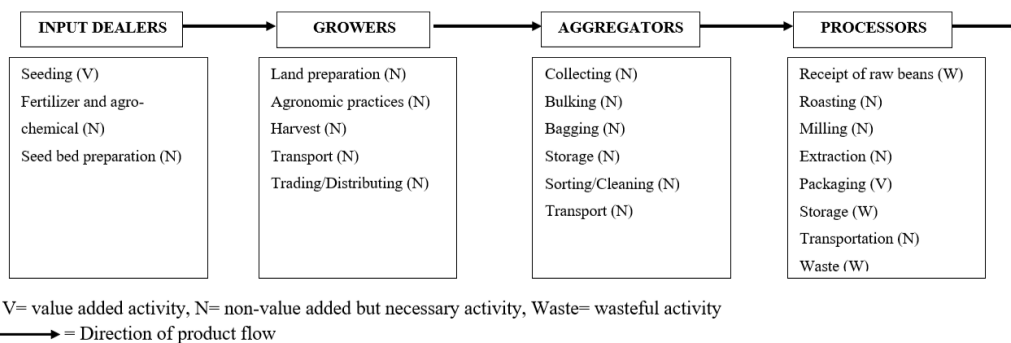 INPUT DEALERS
GROWERS
AGGREGATORS
PROCESSORS
Seeding (V)
Fertilizer and agro-
chemical (N)
Seed bed preparation (N)
Land preparation (N)
Agronomic practices (N)
Harvest (N)
Transport (N)
Trading/Distributing (N)
Collecting (N)
Bulking (N)
Bagging (N)
Storage (N)
Sorting/Cleaning (N)
Transport (N)
Receipt of raw beans (W)
Roasting (N)
Milling (N)
Extraction (N)
Packaging (V)
Storage (W)
Transportation (N)
Waste (W)
V= value added activity, N= non-value added but necessary activity, Waste= wasteful activity
= Direction of product flow